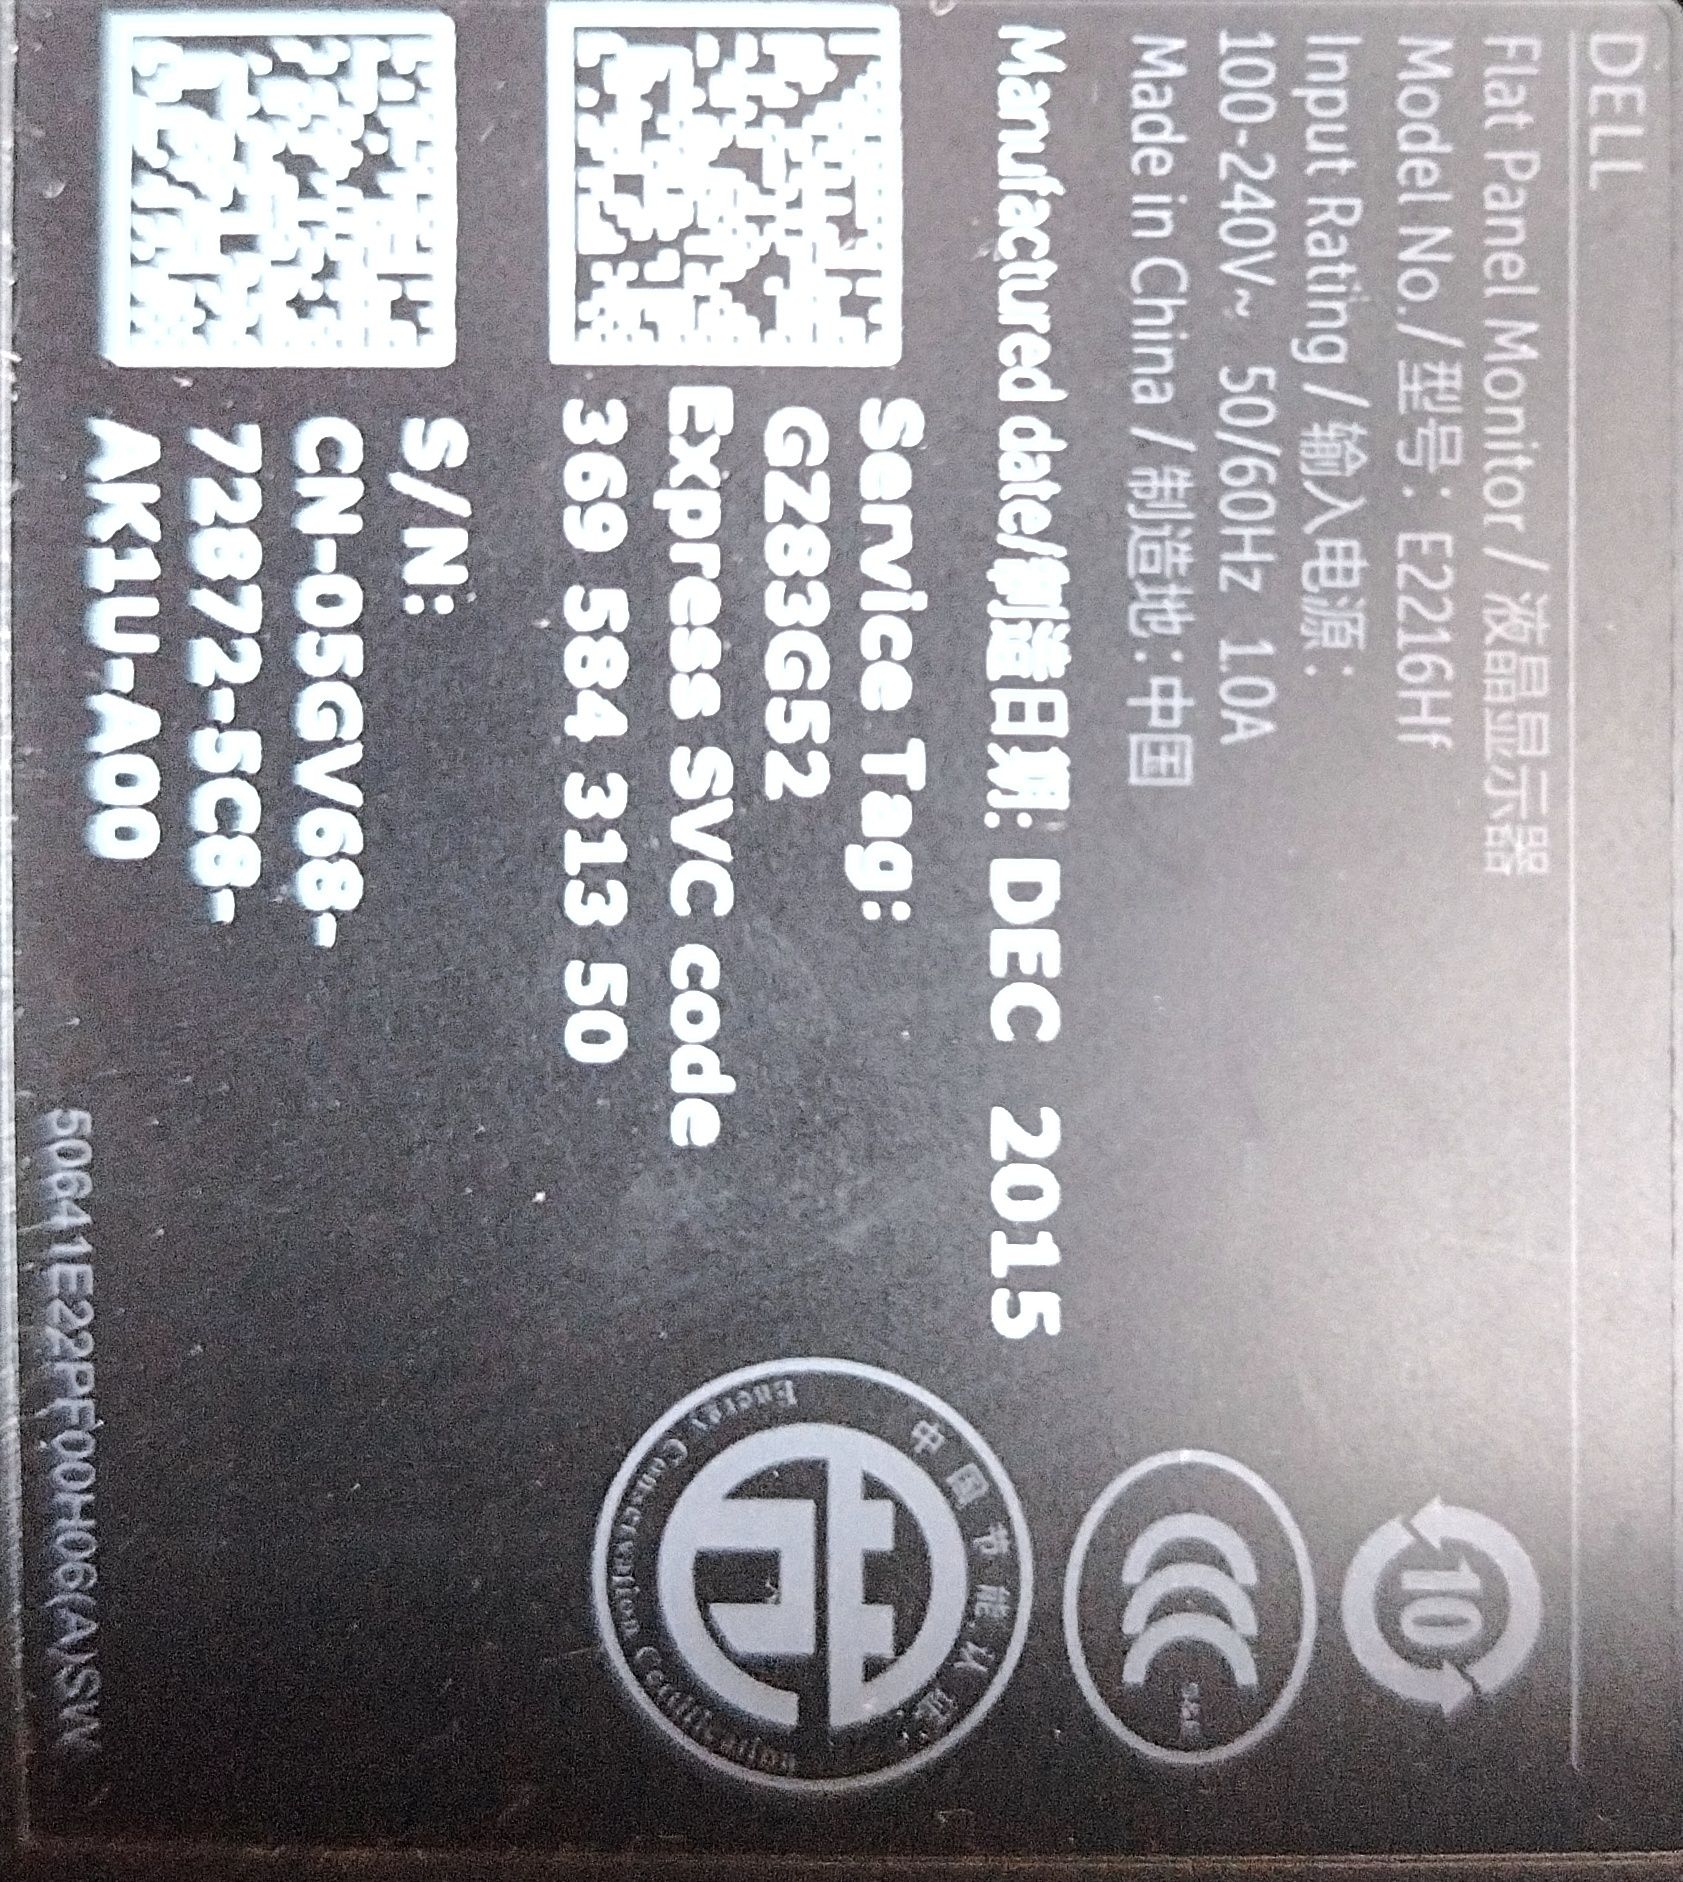 DELL
Flat Panel Monitor / 液晶显示器
Model No. / 型号: E2216Hf
Input Rating / 输入电源:
100-240V~ 50/60Hz 1.0A
Made in China / 制造地: 中国
Manufactured date/制造日期: DEC 2015
Service Tag:
GZ83G52
Express SVC code
369 584 313 50
S/N:
CN-05GV68-
72872-5C8-
AK1U-A00
10
中国节能认证
Energy Conservation Certification
50641E22PF00H06(A)SW